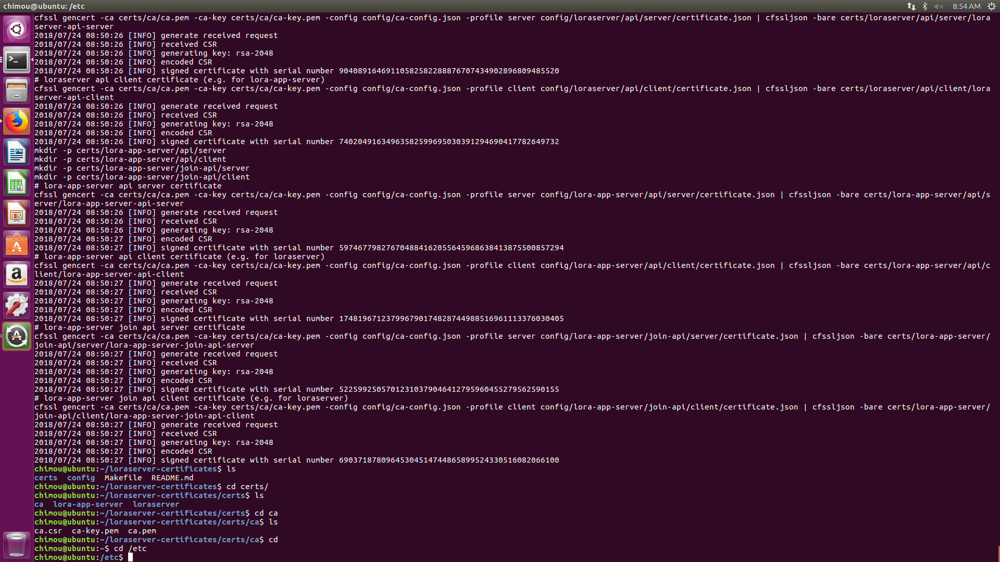 chimou@ubuntu: /etc
8:54 AM
cfssl gencert -ca certs/ca/ca.pem -ca-key certs/ca/ca-key.pem -config config/ca-config.json -profile server config/loraserver/api/server/certificate.json | cfssljson -bare certs/loraserver/api/server/lora
server-api-server
2018/07/24 08:50:26 [INFO] generate received request
2018/07/24 08:50:26 [INFO] received CSR
2018/07/24 08:50:26 [INFO] generating key: rsa-2048
2018/07/24 08:50:26 [INFO] encoded CSR
2018/07/24 08:50:26 [INFO] signed certificate with serial number 90408916469110582582288876707434902896809485520
# loraserver api client certificate (e.g. for lora-app-server)
cfssl gencert -ca certs/ca/ca.pem -ca-key certs/ca/ca-key.pem -config config/ca-config.json -profile client config/loraserver/api/client/certificate.json | cfssljson -bare certs/loraserver/api/client/lora
server-api-client
2018/07/24 08:50:26 [INFO] generate received request
2018/07/24 08:50:26 [INFO] received CSR
2018/07/24 08:50:26 [INFO] generating key: rsa-2048
2018/07/24 08:50:26 [INFO] encoded CSR
2018/07/24 08:50:26 [INFO] signed certificate with serial number 74020491634963582599695030391294690417782649732
mkdir -p certs/lora-app-server/api/server
mkdir -p certs/lora-app-server/api/client
mkdir -p certs/lora-app-server/join-api/server
mkdir -p certs/lora-app-server/join-api/client
# lora-app-server api server certificate
cfssl gencert -ca certs/ca/ca.pem -ca-key certs/ca/ca-key.pem -config config/ca-config.json -profile server config/lora-app-server/api/server/certificate.json | cfssljson -bare certs/lora-app-server/api/s
erver/lora-app-server-api-server
2018/07/24 08:50:26 [INFO] generate received request
2018/07/24 08:50:26 [INFO] received CSR
2018/07/24 08:50:26 [INFO] generating key: rsa-2048
2018/07/24 08:50:27 [INFO] encoded CSR
2018/07/24 08:50:27 [INFO] signed certificate with serial number 597467798276704884162055645968638413875500857294
# lora-app-server api client certificate (e.g. for loraserver)
cfssl gencert -ca certs/ca/ca.pem -ca-key certs/ca/ca-key.pem -config config/ca-config.json -profile client config/lora-app-server/api/client/certificate.json | cfssljson -bare certs/lora-app-server/api/c
lient/lora-app-server-api-client
2018/07/24 08:50:27 [INFO] generate received request
2018/07/24 08:50:27 [INFO] received CSR
2018/07/24 08:50:27 [INFO] generating key: rsa-2048
2018/07/24 08:50:27 [INFO] encoded CSR
2018/07/24 08:50:27 [INFO] signed certificate with serial number 174819671237996790174828744988516961113376030405
# lora-app-server join api server certificate
cfssl gencert -ca certs/ca/ca.pem -ca-key certs/ca/ca-key.pem -config config/ca-config.json -profile server config/lora-app-server/join-api/server/certificate.json | cfssljson -bare certs/lora-app-server/
join-api/server/lora-app-server-join-api-server
2018/07/24 08:50:27 [INFO] generate received request
2018/07/24 08:50:27 [INFO] received CSR
2018/07/24 08:50:27 [INFO] generating key: rsa-2048
2018/07/24 08:50:27 [INFO] encoded CSR
2018/07/24 08:50:27 [INFO] signed certificate with serial number 52259925057012310379046412795960455279562590155
# lora-app-server join api client certificate (e.g. for loraserver)
cfssl gencert -ca certs/ca/ca.pem -ca-key certs/ca/ca-key.pem -config config/ca-config.json -profile client config/lora-app-server/join-api/client/certificate.json | cfssljson -bare certs/lora-app-server/
join-api/client/lora-app-server-join-api-client
2018/07/24 08:50:27 [INFO] generate received request
2018/07/24 08:50:27 [INFO] received CSR
2018/07/24 08:50:27 [INFO] generating key: rsa-2048
2018/07/24 08:50:27 [INFO] encoded CSR
2018/07/24 08:50:27 [INFO] signed certificate with serial number 69037187809645304514744865899524330516082066100
chimou@ubuntu:~/loraserver-certificates$ ls
certs  config  Makefile  README.md
chimou@ubuntu:~/loraserver-certificates$ cd certs/
chimou@ubuntu:~/loraserver-certificates/certs$ ls
ca  lora-app-server  loraserver
chimou@ubuntu:~/loraserver-certificates/certs$ cd ca
chimou@ubuntu:~/loraserver-certificates/certs/ca$ ls
ca.csr  ca-key.pem  ca.pem
chimou@ubuntu:~/loraserver-certificates/certs/ca$ cd
chimou@ubuntu:~$ cd /etc
chimou@ubuntu:/etc$